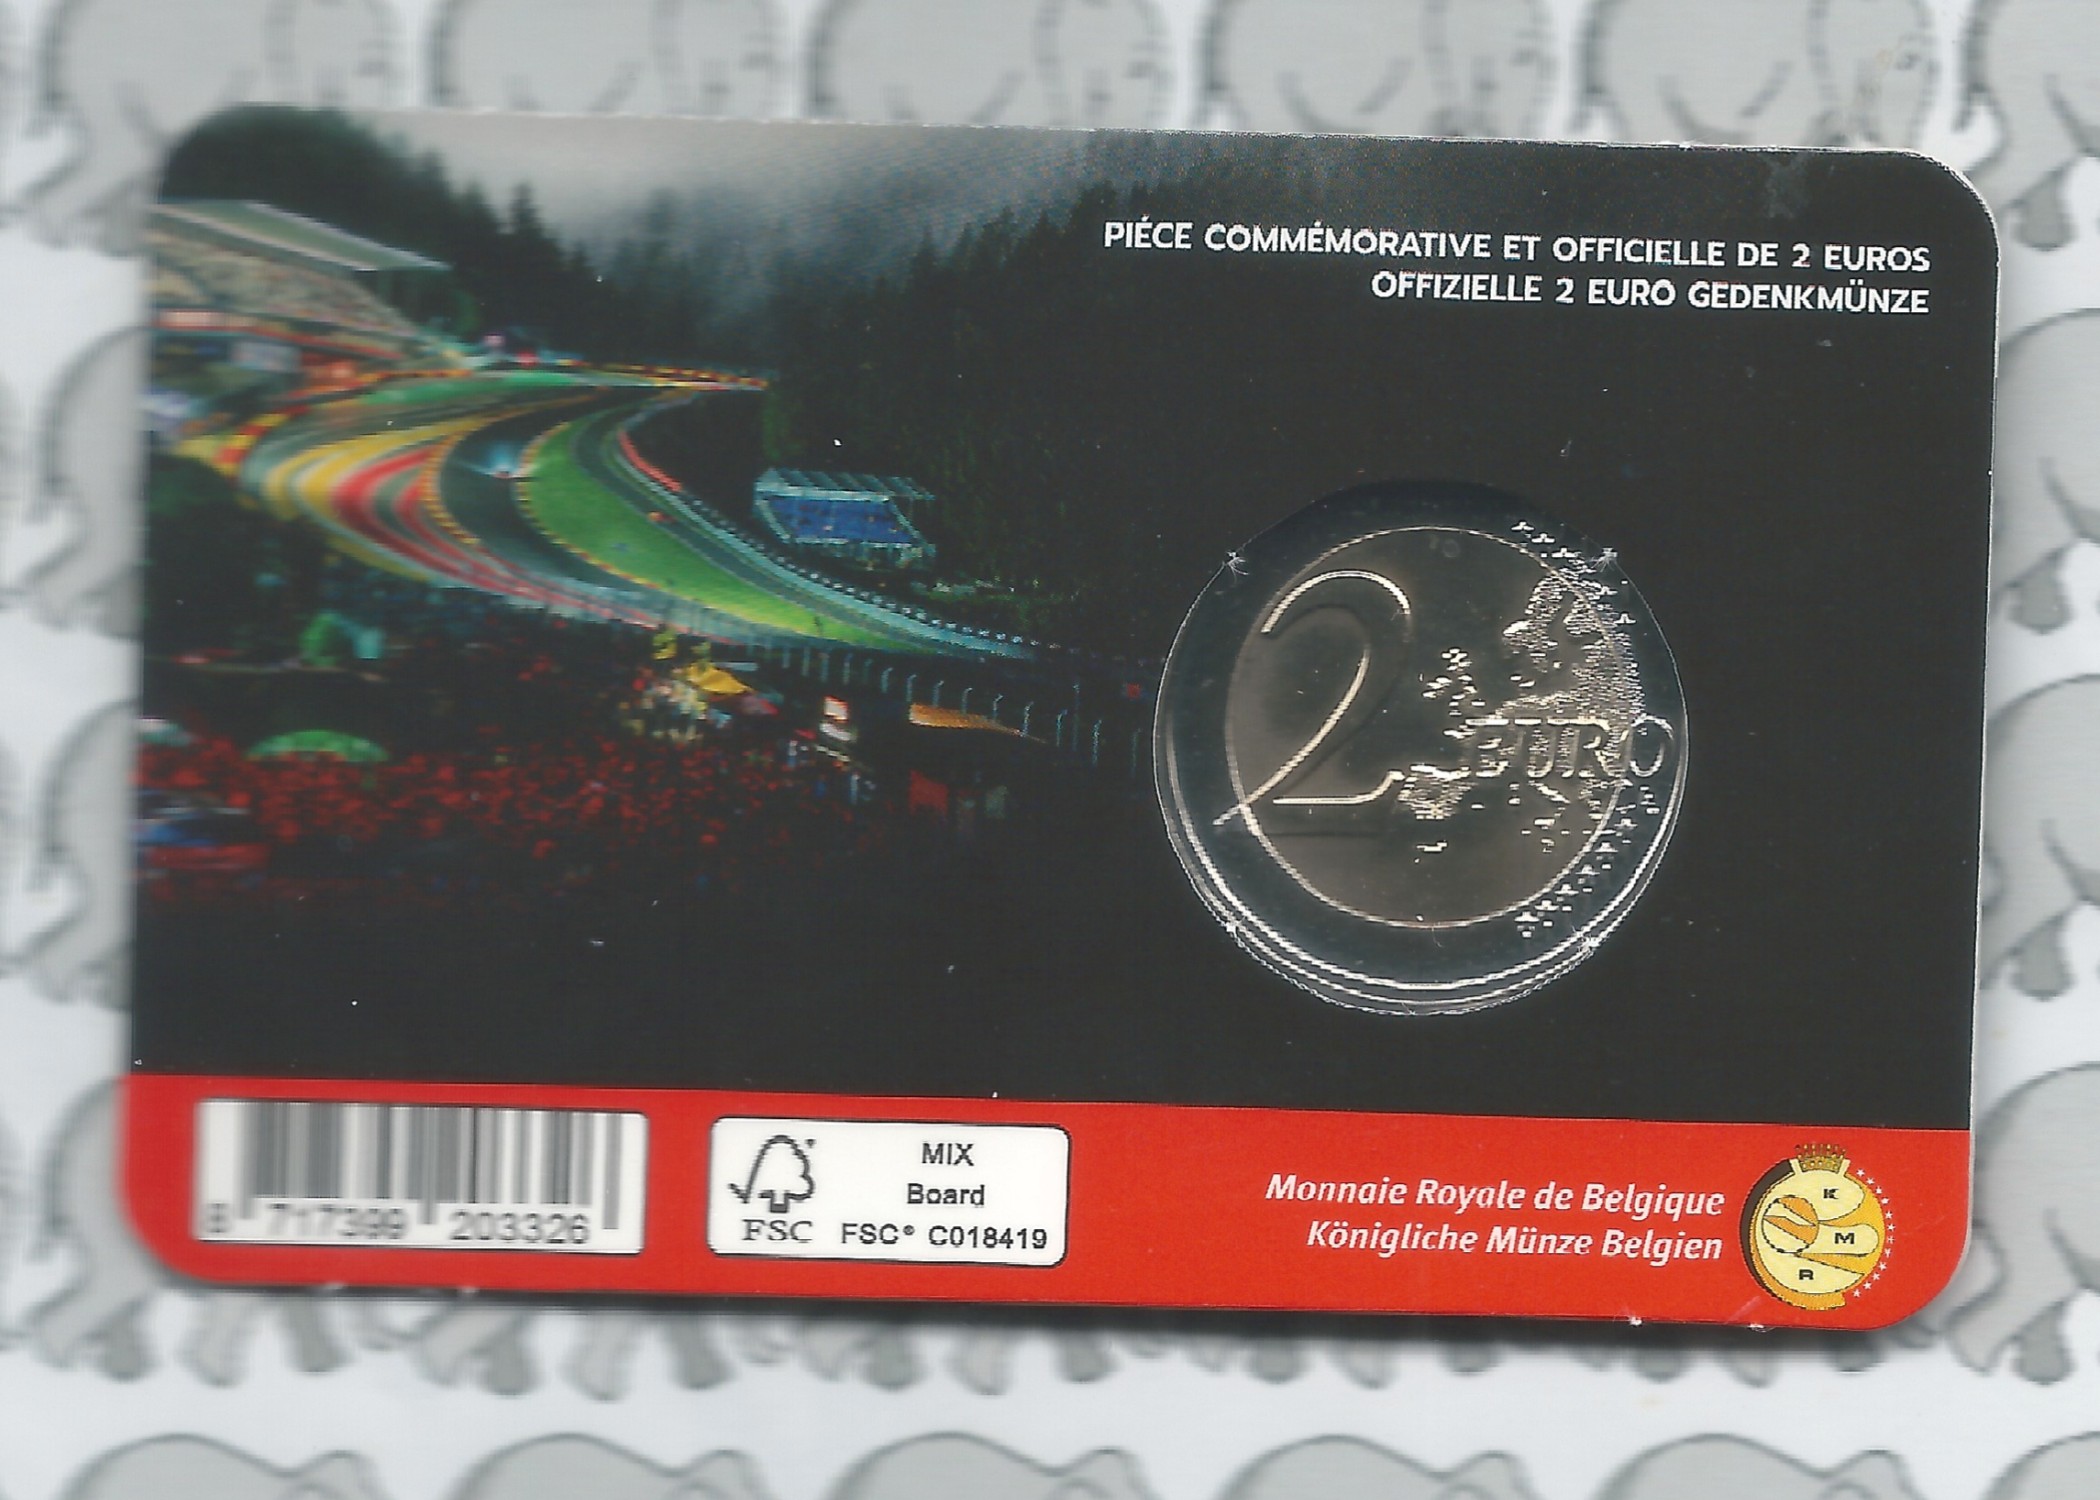 PIÉCE COMMÉMORATIVE ET OFFICIELLE DE 2 EUROS
OFFIZIELLE 2 EURO GEDENKMÜNZE
2 EURO
8 717399 203326
FSC
MIX
Board
FSC® C018419
Monnaie Royale de Belgique
Königliche Münze Belgien
K
M
R